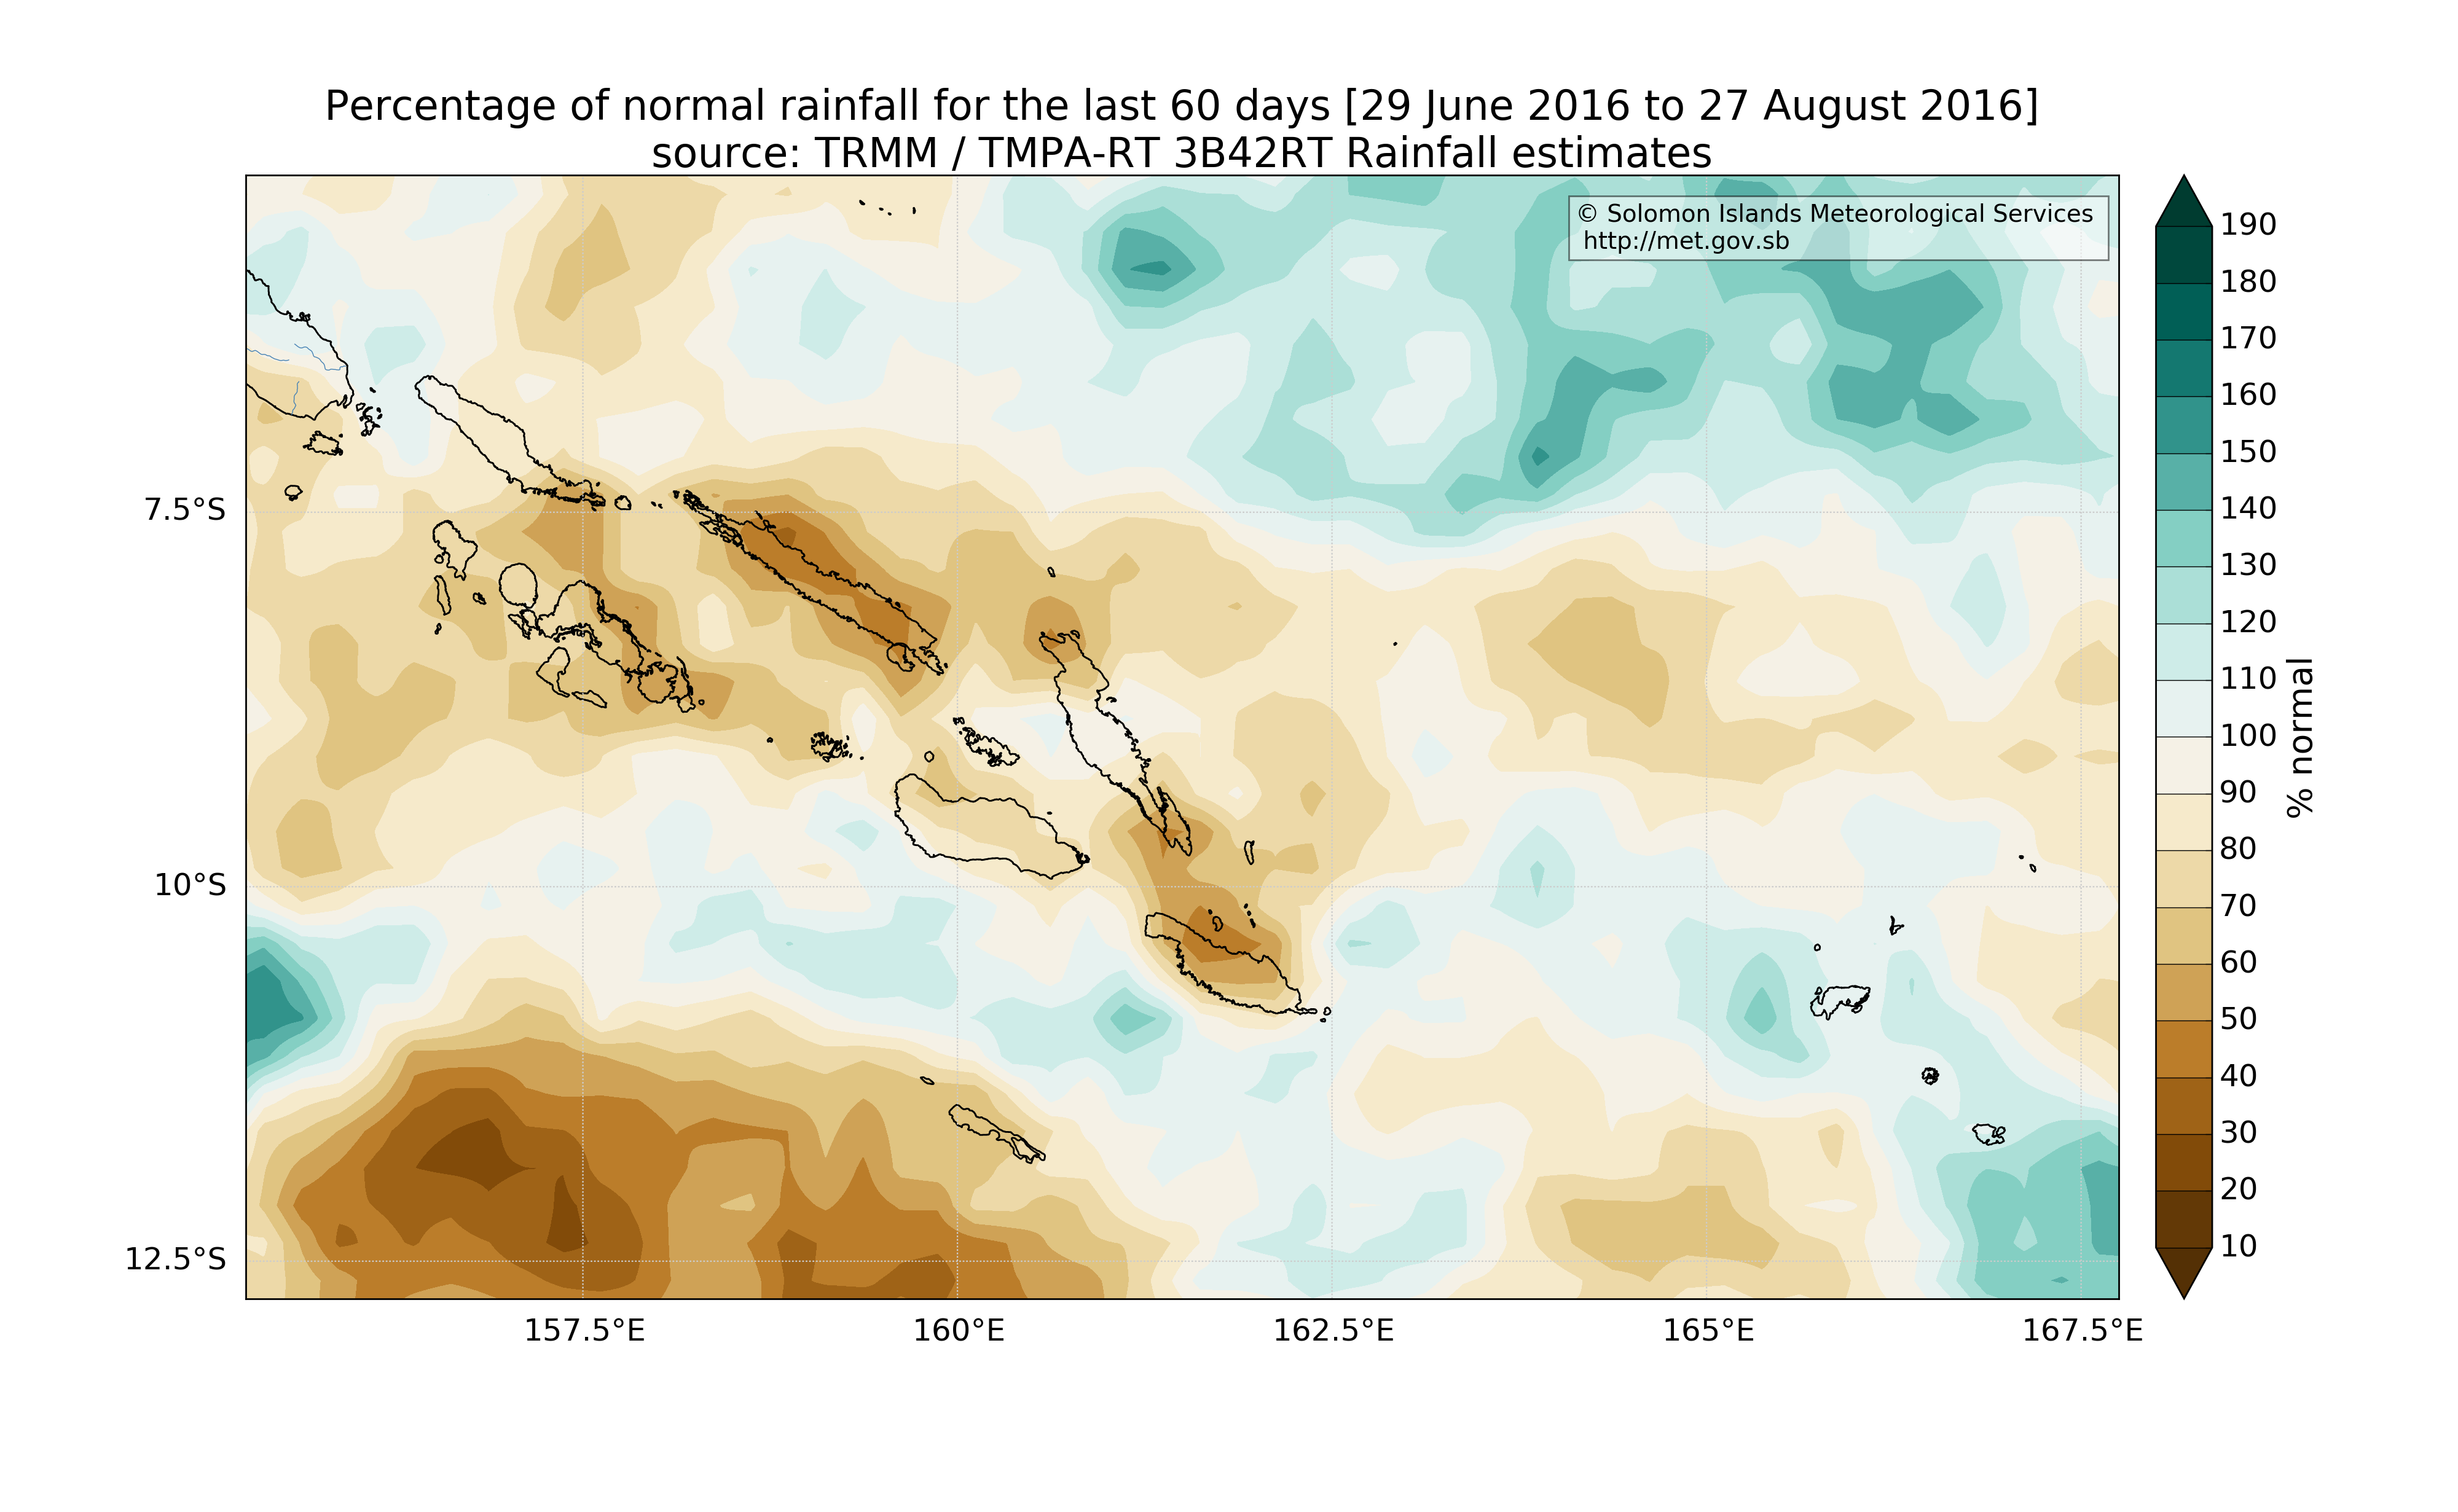 Percentage of normal rainfall for the last 60 days [29 June 2016 to 27 August 2016]
source: TRMM / TMPA-RT 3B42RT Rainfall estimates
© Solomon Islands Meteorological Services
http://met.gov.sb
7.5°S
10°S
12.5°S
157.5°E
160°E
162.5°E
165°E
167.5°E
190
180
170
160
150
140
130
120
110
100
90
80
70
60
50
40
30
20
10
% normal